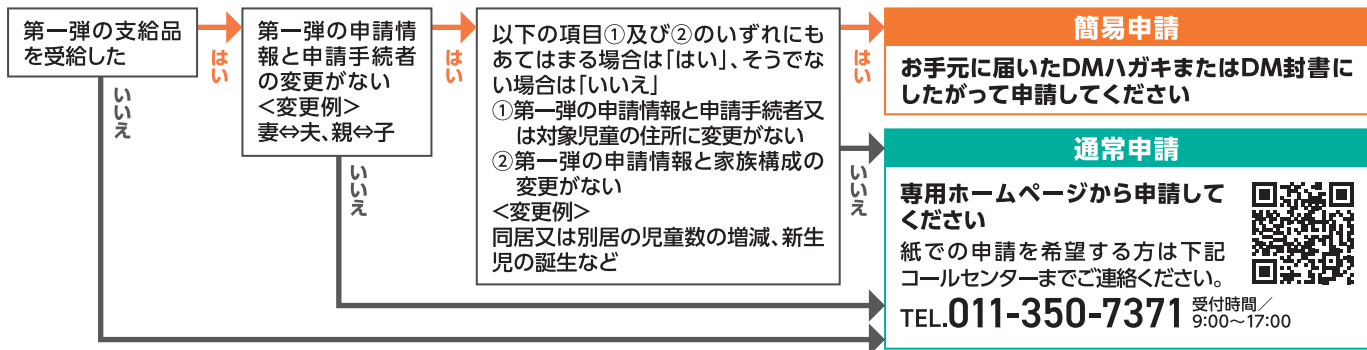 第一弾の支給品
を受給した
はい
いいえ
第一弾の申請情
報と申請手続者
の変更がない
<変更例>
妻⇔夫、親⇔子
はい
いいえ
以下の項目①及び②のいずれにも
あてはまる場合は「はい」、そうでな
い場合は「いいえ」
①第一弾の申請情報と申請手続者又
は対象児童の住所に変更がない
②第一弾の申請情報と家族構成の
変更がない
<変更例>
同居又は別居の児童数の増減、新生
児の誕生など
はい
いいえ
簡易申請
お手元に届いたDMハガキまたはDM封書に
したがって申請してください
通常申請
専用ホームページから申請して
ください
紙での申請を希望する方は下記
コールセンターまでご連絡ください。
TEL.011-350-7371 受付時間／
9:00〜17:00